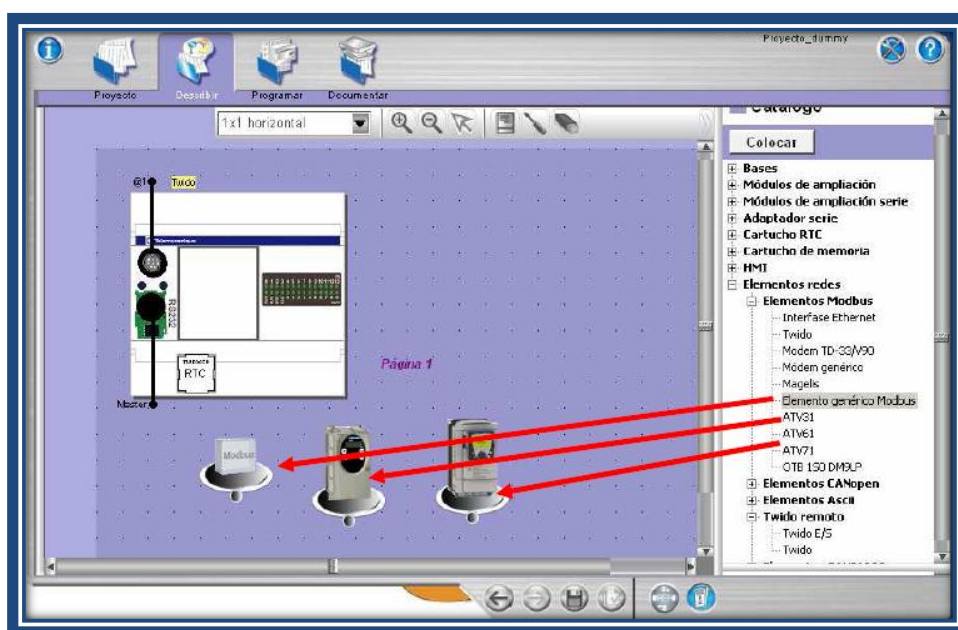 Proyecto_dummy
Proyecto
Describir
Programar
Documentar
1x1 horizontal
Catálogo
Colocar
Bases
Módulos de ampliación
Módulos de ampliación serie
Adaptador serie
Cartucho RTC
Cartucho de memoria
HMI
Elementos redes
Elementos Modbus
Interfase Ethernet
Twido
Modem TD-33/V90
Módem genérico
Magelis
Elemento genérico Modbus
ATV31
ATV61
ATV71
OTB 1S0 DM9LP
Elementos CANopen
Elementos Ascii
Twido remoto
Twido E/S
Twido
@1
Twido
RS232
RTC
Página 1
Master
Modbus